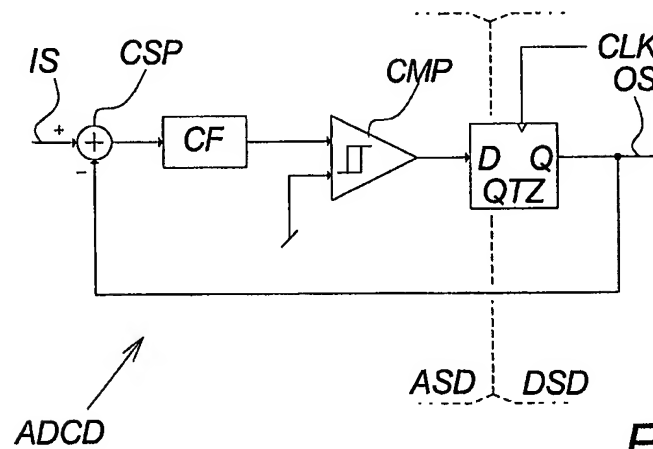 IS
CSP
CMP
CLK
OS
+
-
CF
+
D Q
QTZ
ASD
DSD
ADCD
F